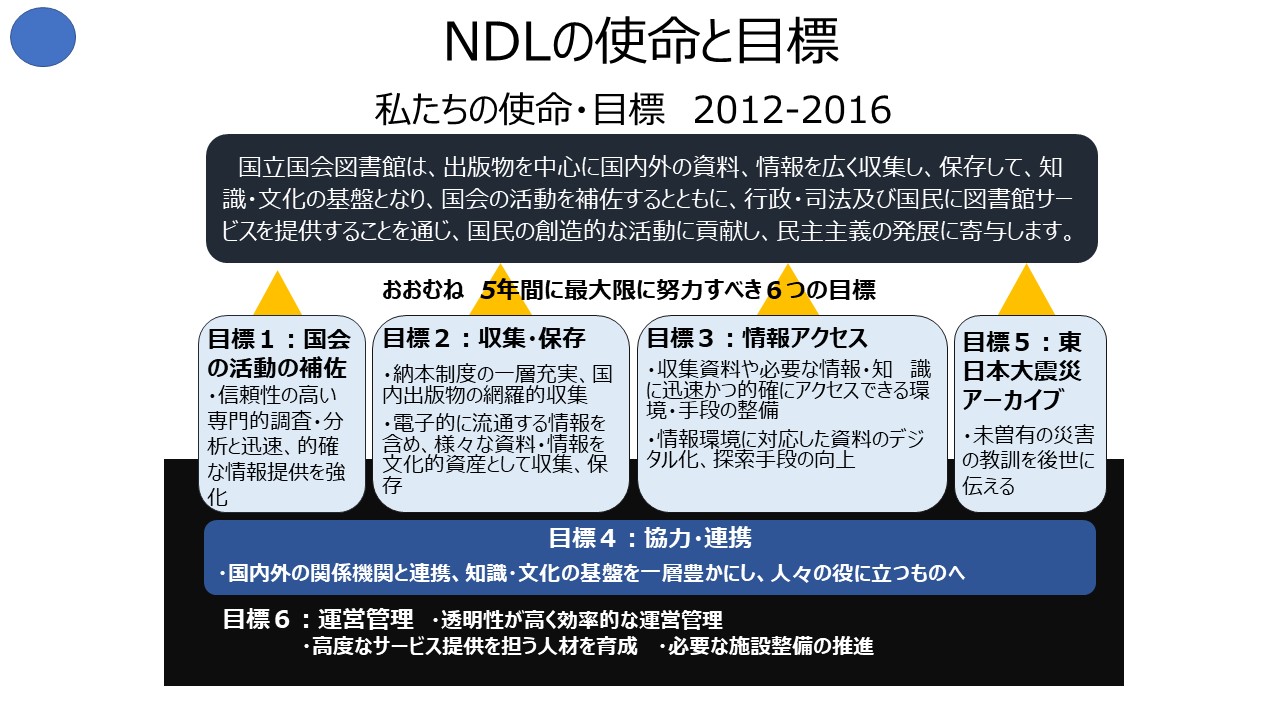 NDLの使命と目標
私たちの使命・目標　2012-2016
国立国会図書館は、出版物を中心に国内外の資料、情報を広く収集し、保存して、知
識・文化の基盤となり、国会の活動を補佐するとともに、行政・司法及び国民に図書館サー
ビスを提供することを通じ、国民の創造的な活動に貢献し、民主主義の発展に寄与します。
おおむね　5年間に最大限に努力すべき６つの目標
目標１：国会
の活動の補佐
・信頼性の高い
専門的調査・分
析と迅速、的確
な情報提供を強
化
目標２：収集・保存
・納本制度の一層充実、国
内出版物の網羅的収集
・電子的に流通する情報を
含め、様々な資料・情報を
文化的資産として収集、保
存
目標３：情報アクセス
・収集資料や必要な情報・知　識
に迅速かつ的確にアクセスできる環
境・手段の整備
・情報環境に対応した資料のデジ
タル化、探索手段の向上
目標５：東
日本大震災
アーカイブ
・未曽有の災害
の教訓を後世に
伝える
目標４：協力・連携
・国内外の関係機関と連携、知識・文化の基盤を一層豊かにし、人々の役に立つものへ
目標６：運営管理　・透明性が高く効率的な運営管理
・高度なサービス提供を担う人材を育成　・必要な施設整備の推進